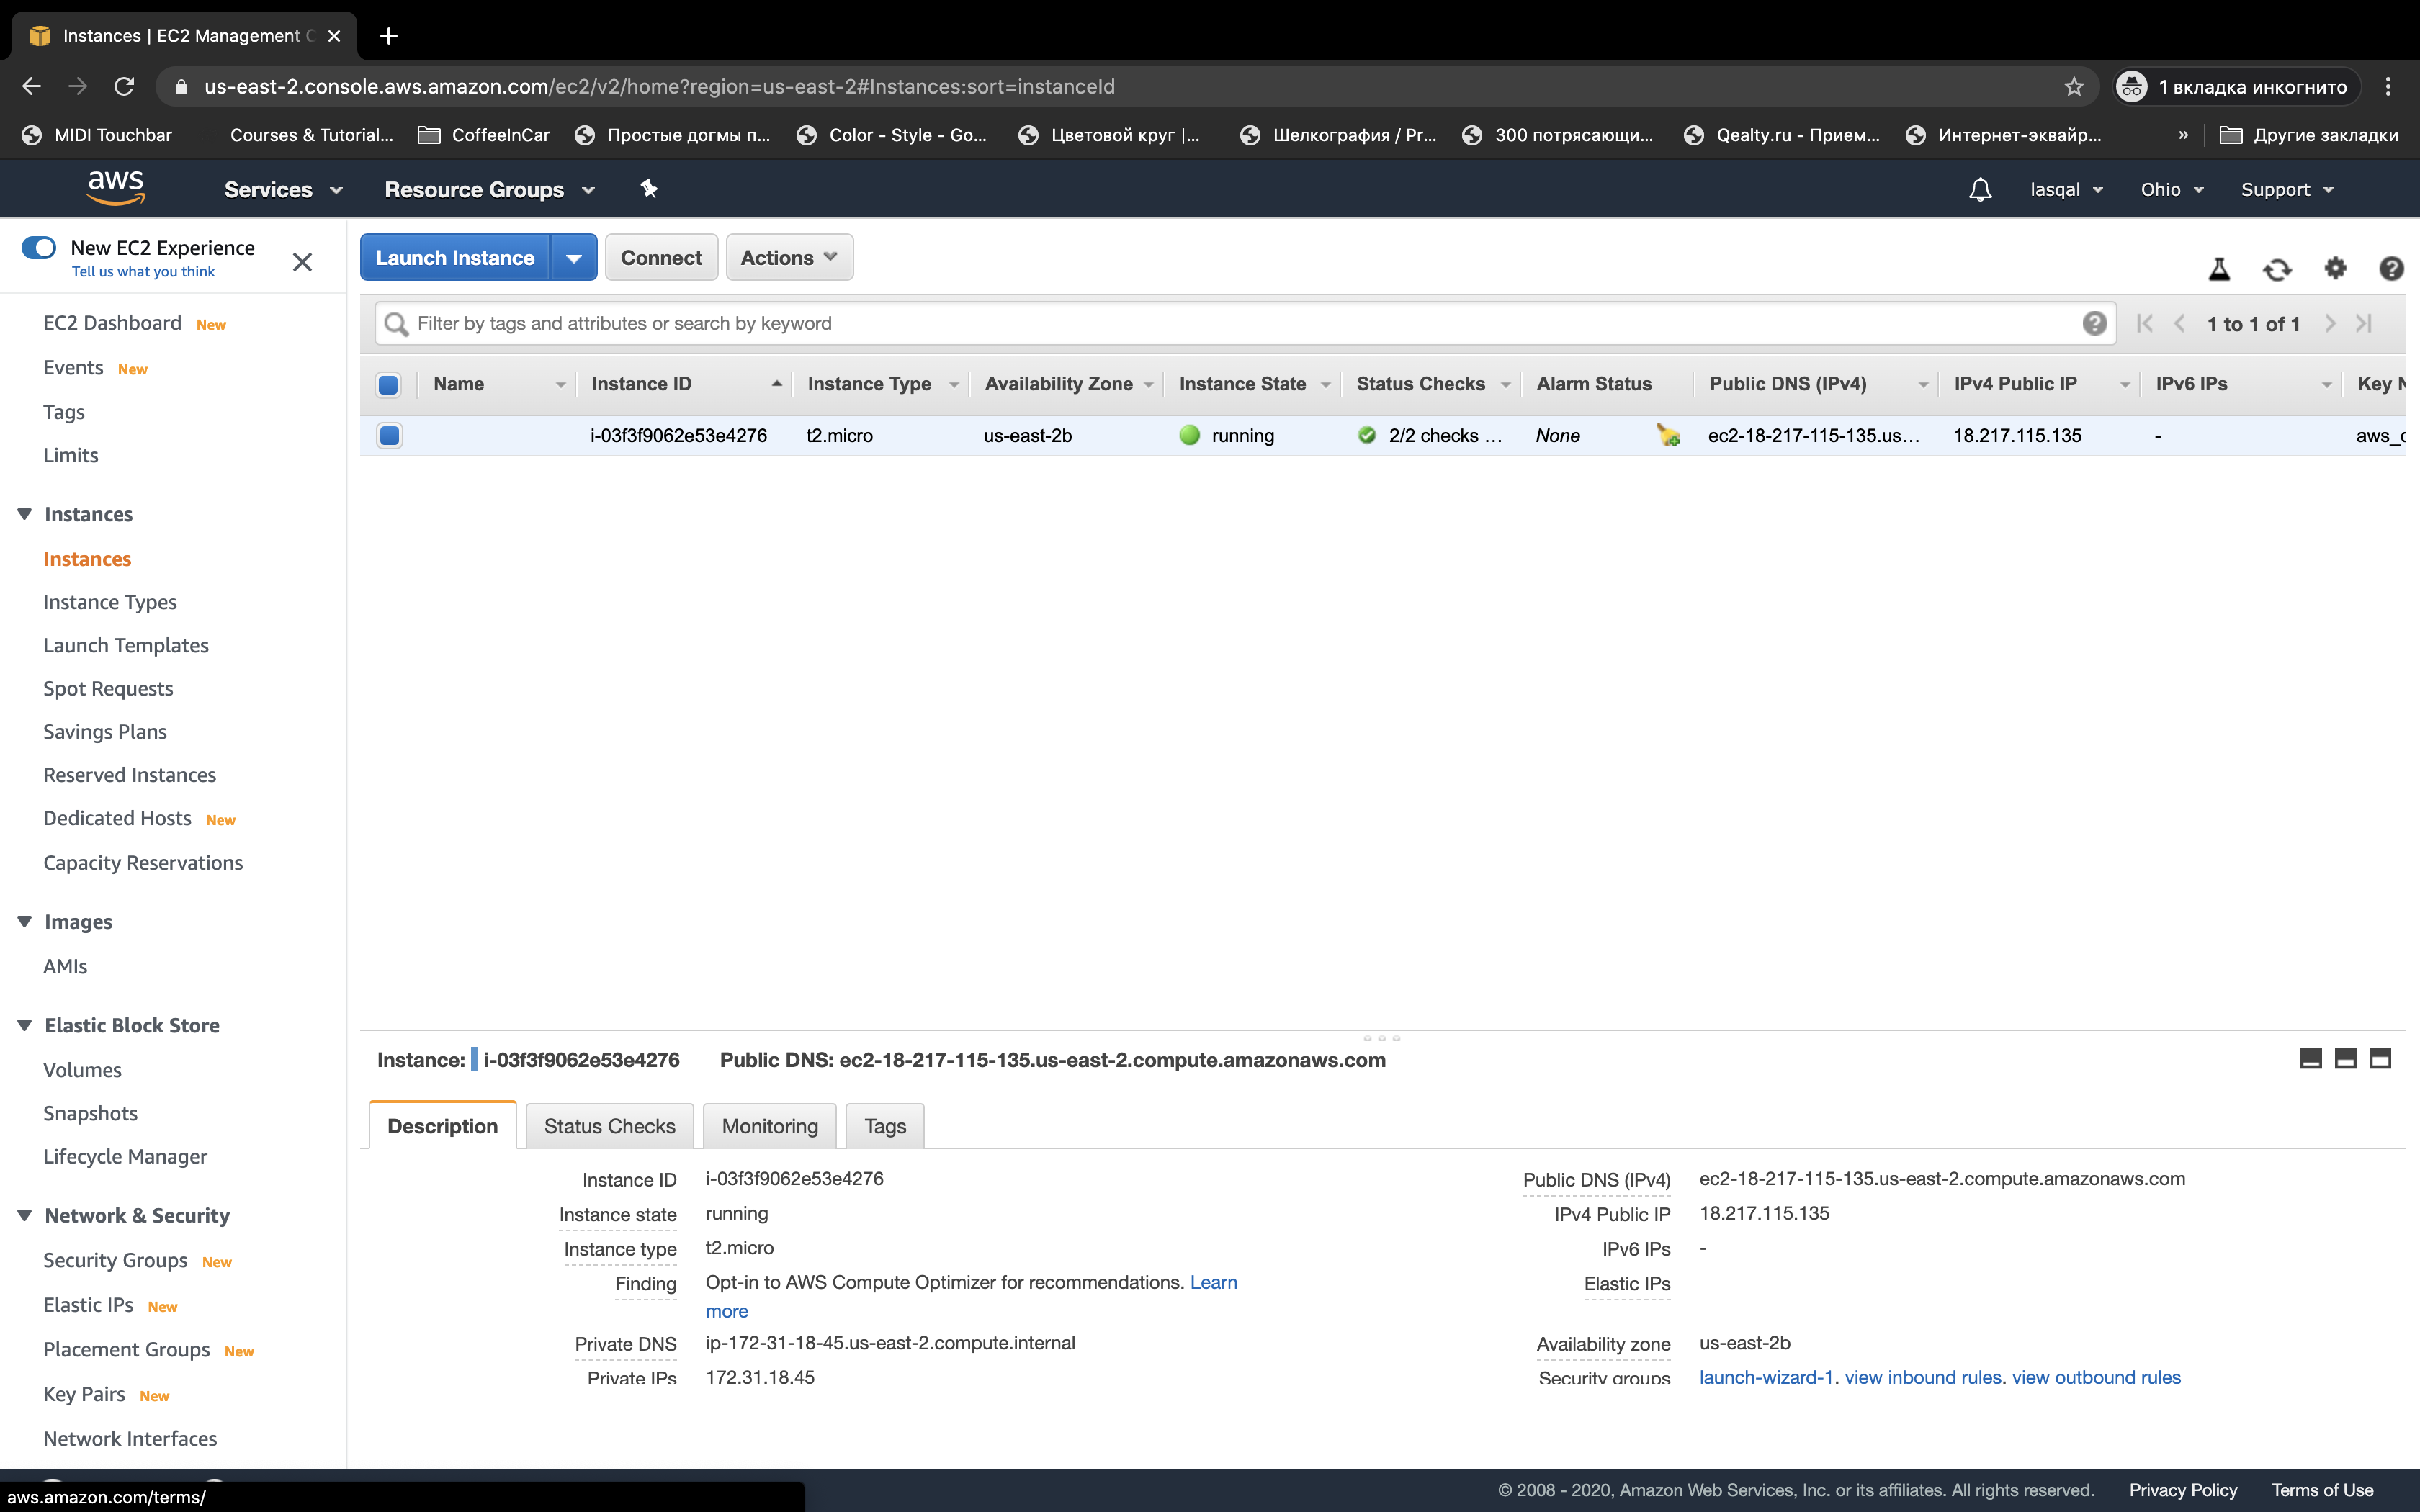 Instances | EC2 Management C
us-east-2.console.aws.amazon.com/ec2/v2/home?region=us-east-2#Instances:sort=instanceId
1 вкладка инкогнито
MIDI Touchbar
Courses & Tutorial...
CoffeeInCar
Простые догмы п...
Color - Style - Go...
Цветовой круг |...
Шелкография / Pr...
300 потрясающи...
Qealty.ru - Прием...
Интернет-эквайр...
»
Другие закладки
aws
Services
Resource Groups
lasqal
Ohio
Support
New EC2 Experience
Tell us what you think
EC2 Dashboard New
Events New
Tags
Limits
Instances
Instances
Instance Types
Launch Templates
Spot Requests
Savings Plans
Reserved Instances
Dedicated Hosts New
Capacity Reservations
Images
AMIs
Elastic Block Store
Volumes
Snapshots
Lifecycle Manager
Network & Security
Security Groups New
Elastic IPs New
Placement Groups New
Key Pairs New
Network Interfaces
Launch Instance
Connect
Actions
Filter by tags and attributes or search by keyword
1 to 1 of 1
Name Instance ID Instance Type Availability Zone Instance State Status Checks Alarm Status Public DNS (IPv4) IPv4 Public IP IPv6 IPs Key N
i-03f3f9062e53e4276 t2.micro us-east-2b running 2/2 checks ... None ec2-18-217-115-135.us... 18.217.115.135 - aws_c
Instance: i-03f3f9062e53e4276 Public DNS: ec2-18-217-115-135.us-east-2.compute.amazonaws.com
Description
Status Checks
Monitoring
Tags
Instance ID i-03f3f9062e53e4276
Instance state running
Instance type t2.micro
Finding Opt-in to AWS Compute Optimizer for recommendations. Learn
more
Private DNS ip-172-31-18-45.us-east-2.compute.internal
Private IPs 172.31.18.45
Public DNS (IPv4) ec2-18-217-115-135.us-east-2.compute.amazonaws.com
IPv4 Public IP 18.217.115.135
IPv6 IPs -
Elastic IPs
Availability zone us-east-2b
Security groups launch-wizard-1. view inbound rules. view outbound rules
aws.amazon.com/terms/
© 2008 - 2020, Amazon Web Services, Inc. or its affiliates. All rights reserved. Privacy Policy Terms of Use